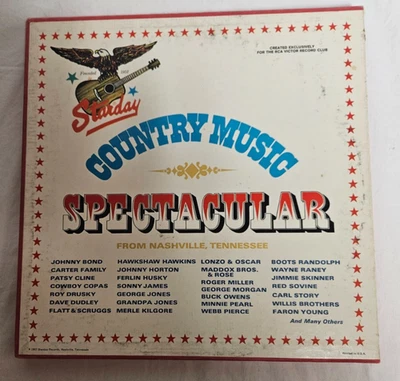 CREATED EXCLUSIVELY
FOR THE RCA VICTOR RECORD CLUB
Starday
COUNTRY MUSIC
SPECTACULAR
FROM NASHVILLE, TENNESSEE
JOHNNY BOND
CARTER FAMILY
PATSY CLINE
COWBOY COPAS
ROY DRUSKY
DAVE DUDLEY
FLATT & SCRUGGS
HAWKSHAW HAWKINS
JOHNNY HORTON
FERLIN HUSKY
SONNY JAMES
GEORGE JONES
GRANDPA JONES
MERLE KILGORE
LONZO & OSCAR
MADDOX BROS.
& ROSE
ROGER MILLER
GEORGE MORGAN
BUCK OWENS
MINNIE PEARL
WEBB PIERCE
BOOTS RANDOLPH
WAYNE RANEY
JIMMIE SKINNER
RED SOVINE
CARL STORY
WILLIS BROTHERS
FARON YOUNG
And Many Others